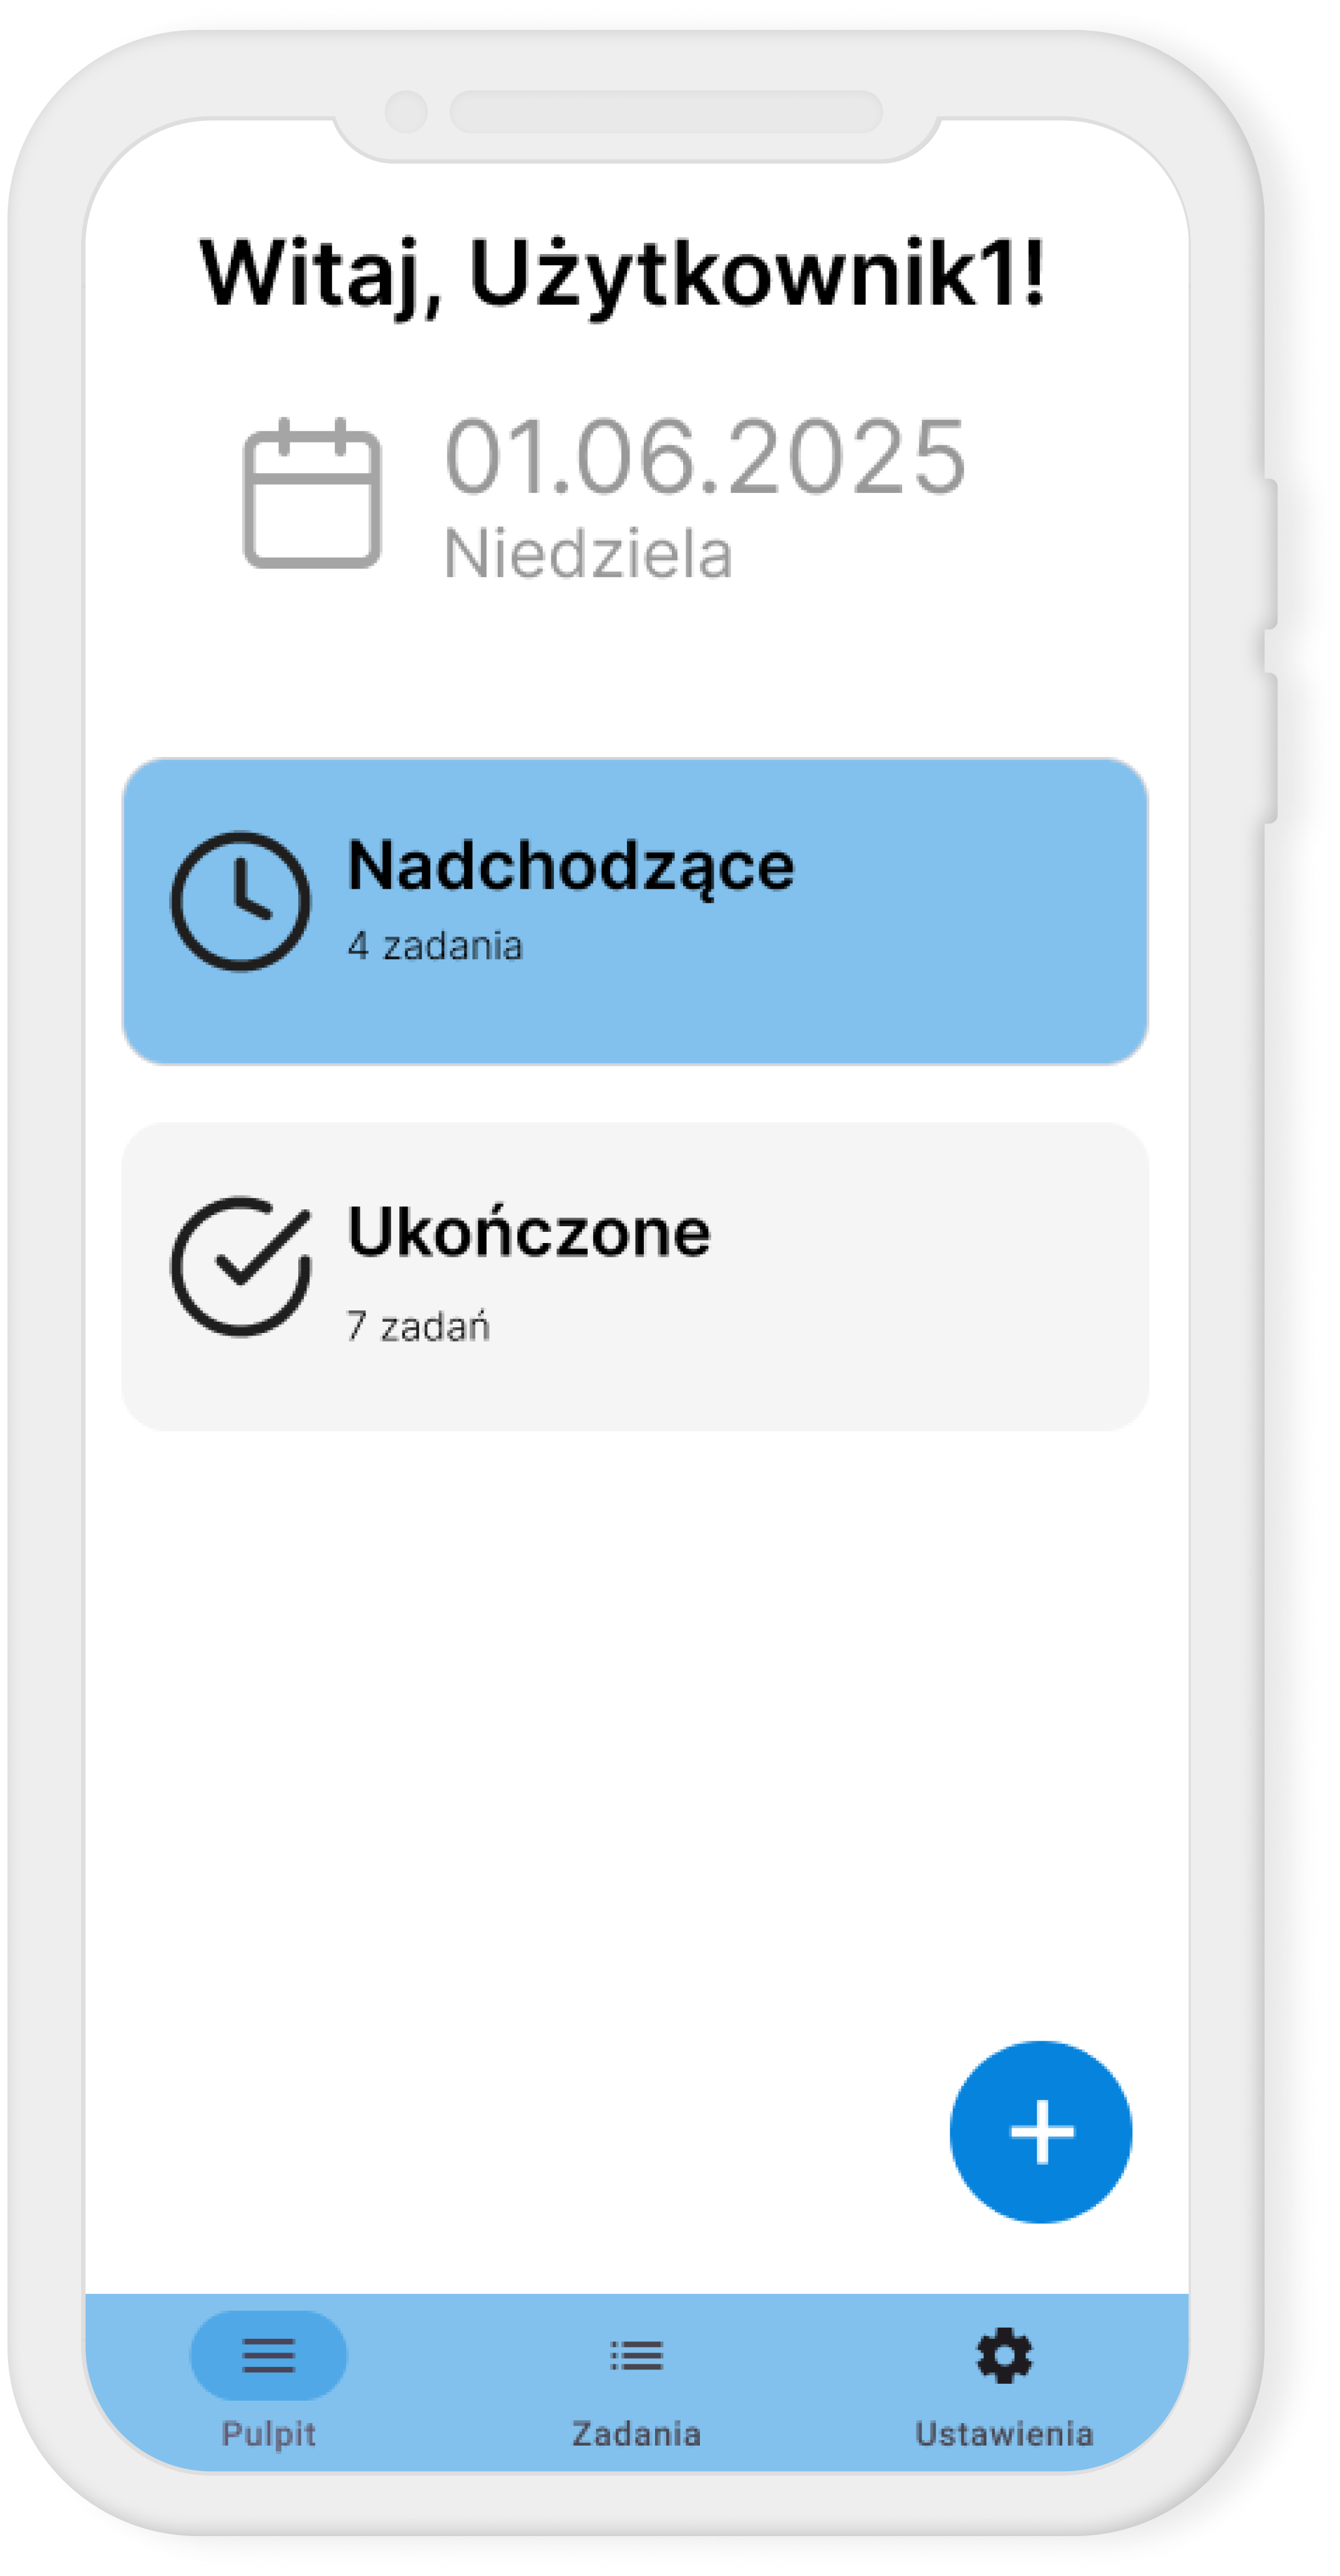 Witaj, Użytkownik1!
01.06.2025
Niedziela
Nadchodzące
4 zadania
Ukończone
7 zadań
Pulpit
Zadania
Ustawienia